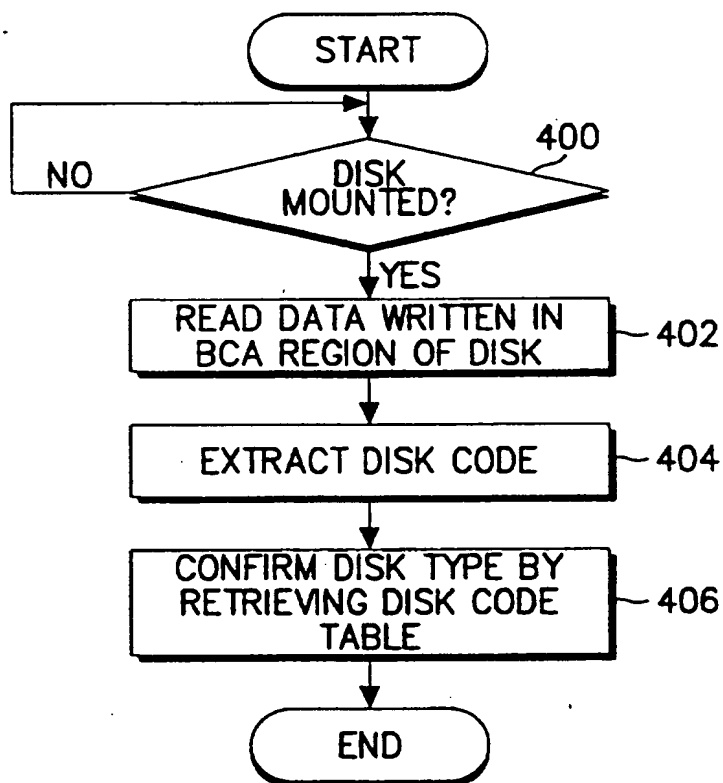 START
400
NO
DISK
MOUNTED?
YES
READ DATA WRITTEN IN
BCA REGION OF DISK
402
EXTRACT DISK CODE
404
CONFIRM DISK TYPE BY
RETRIEVING DISK CODE
TABLE
406
END